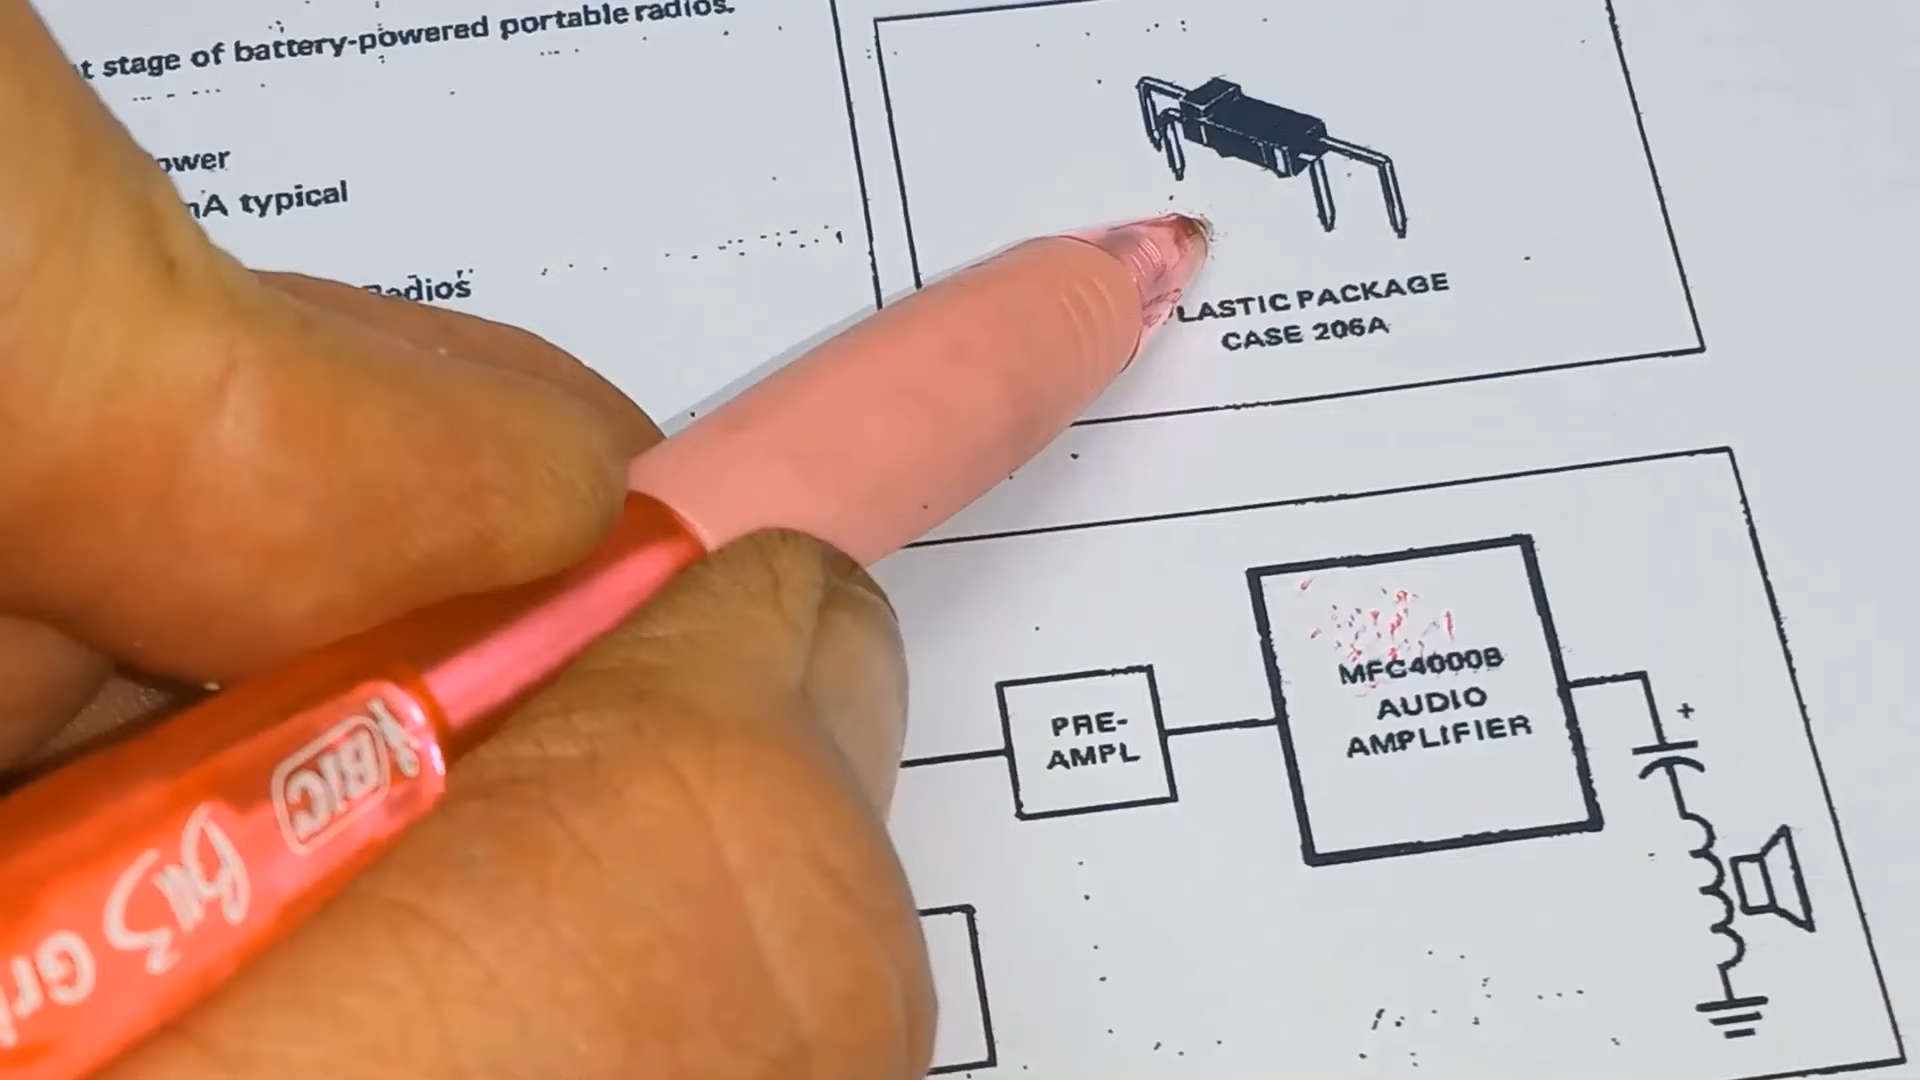 t stage of battery-powered portable radios.
ower
mA typical
Radios
LASTIC PACKAGE
CASE 206A
PRE-
AMPL
MFC4000B
AUDIO
AMPLIFIER
+
BIC
Gri